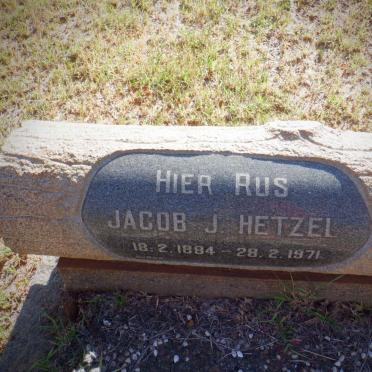 HIER RUS
JACOB J. HETZEL
18.2.1884 – 28.2.1971